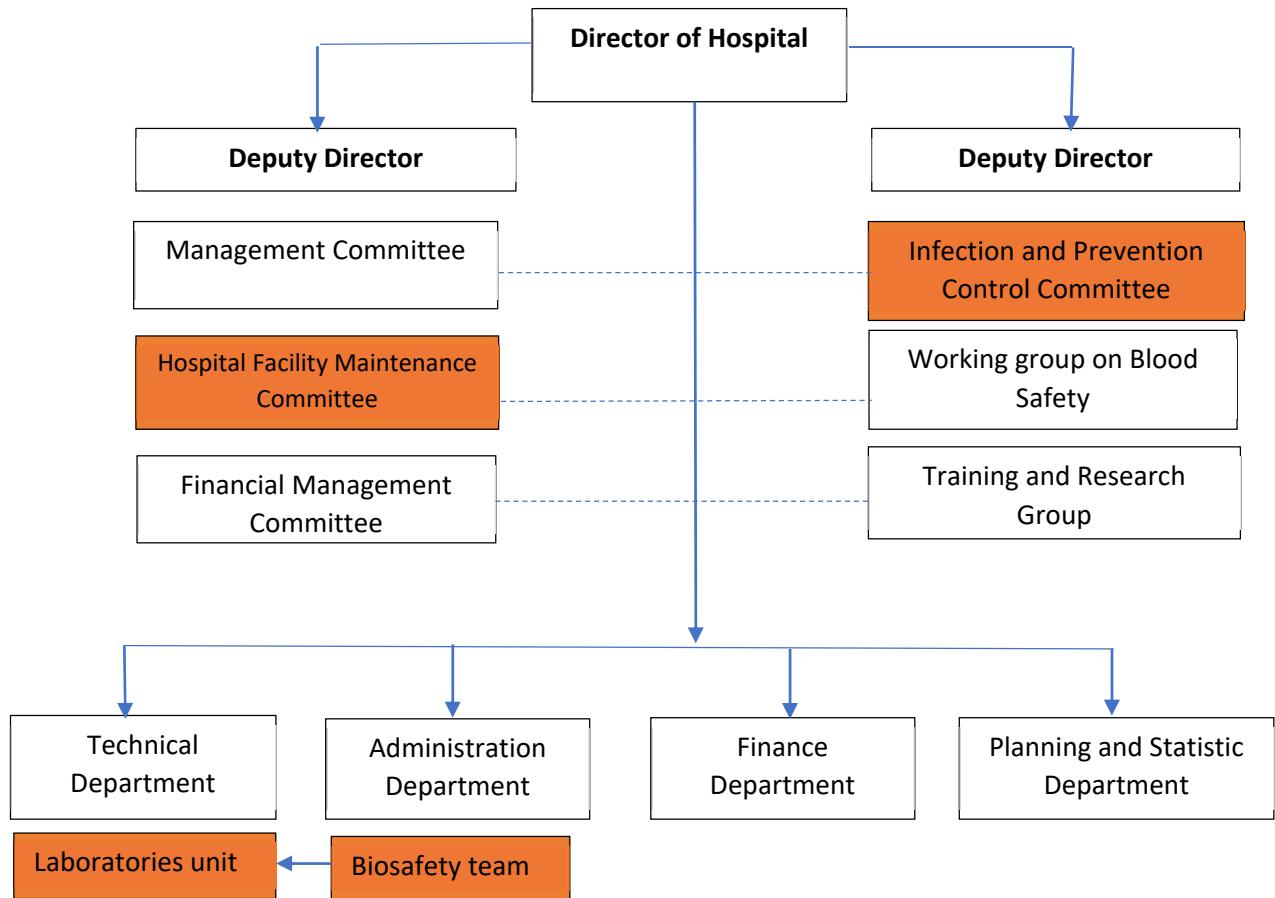 Director of Hospital
Deputy Director
Deputy Director
Management Committee
Infection and Prevention
Control Committee
Hospital Facility Maintenance
Committee
Working group on Blood
Safety
Financial Management
Committee
Training and Research
Group
Technical
Department
Administration
Department
Finance
Department
Planning and Statistic
Department
Laboratories unit
Biosafety team